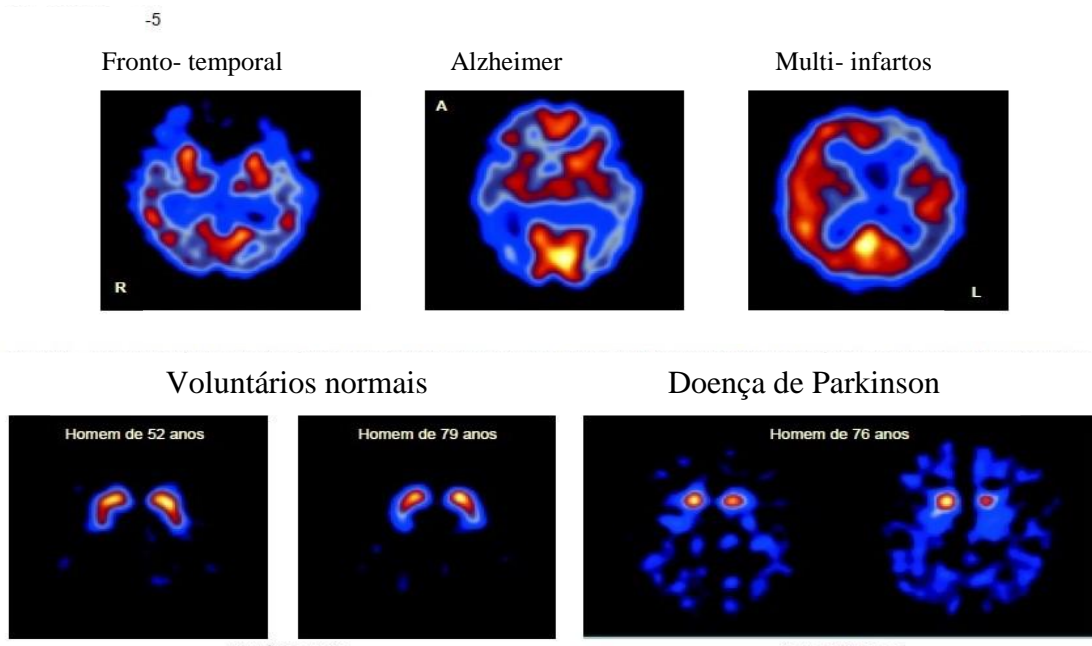 -5
Fronto- temporal
Alzheimer
Multi- infartos
A
R
L
Voluntários normais
Doença de Parkinson
Homem de 52 anos
Homem de 79 anos
Homem de 76 anos